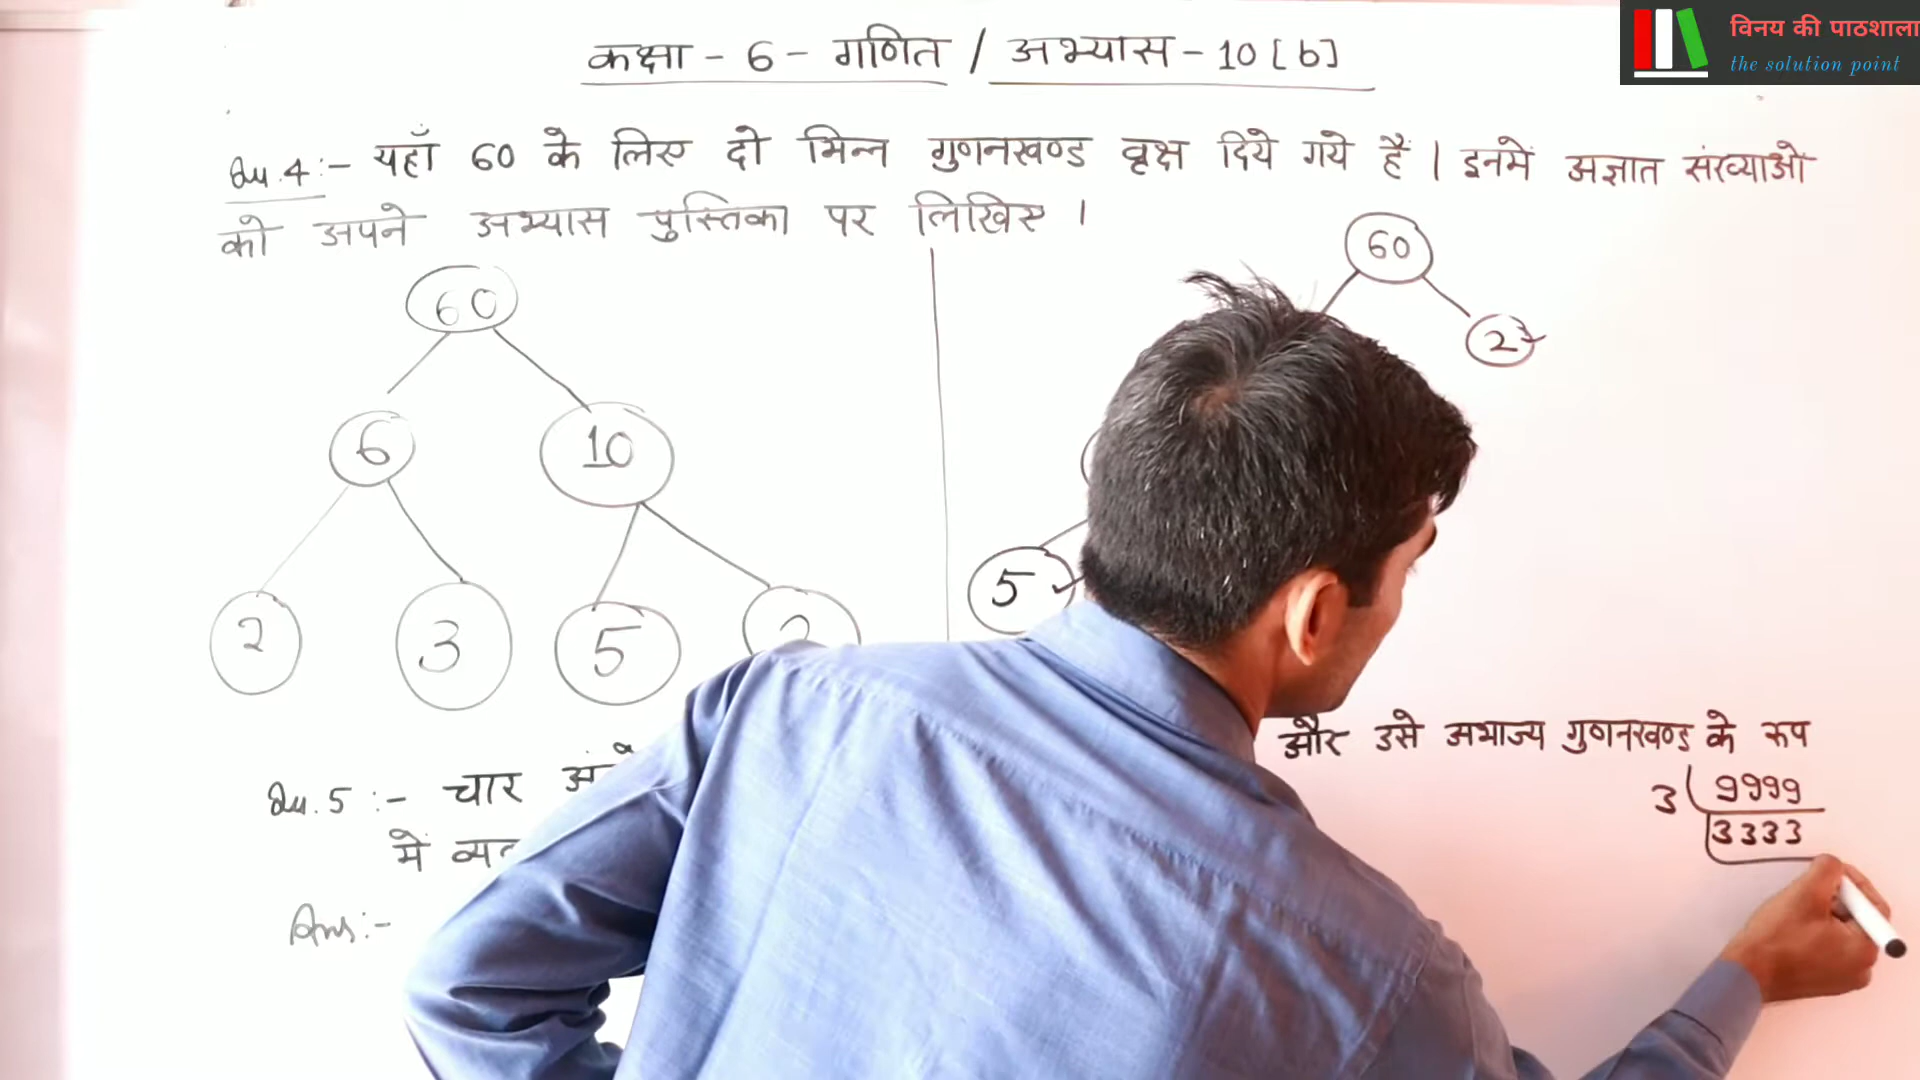 विनय की पाठशाला
the solution point
कक्षा - 6 - गणित / अभ्यास - 10 [b]
Qu.4 :- यहाँ 60 के लिए दो भिन्न गुणनखण्ड वृक्ष दिये गये है । इनमे अज्ञात संख्याओ
को अपने अभ्यास पुस्तिका पर लिखिए ।
60
6 10
2 3 5 2
60
2
5
Qu.5 :- चार और उसे अभाज्य गुणनखण्ड के रूप
में
3 9999
3333
Ans:-